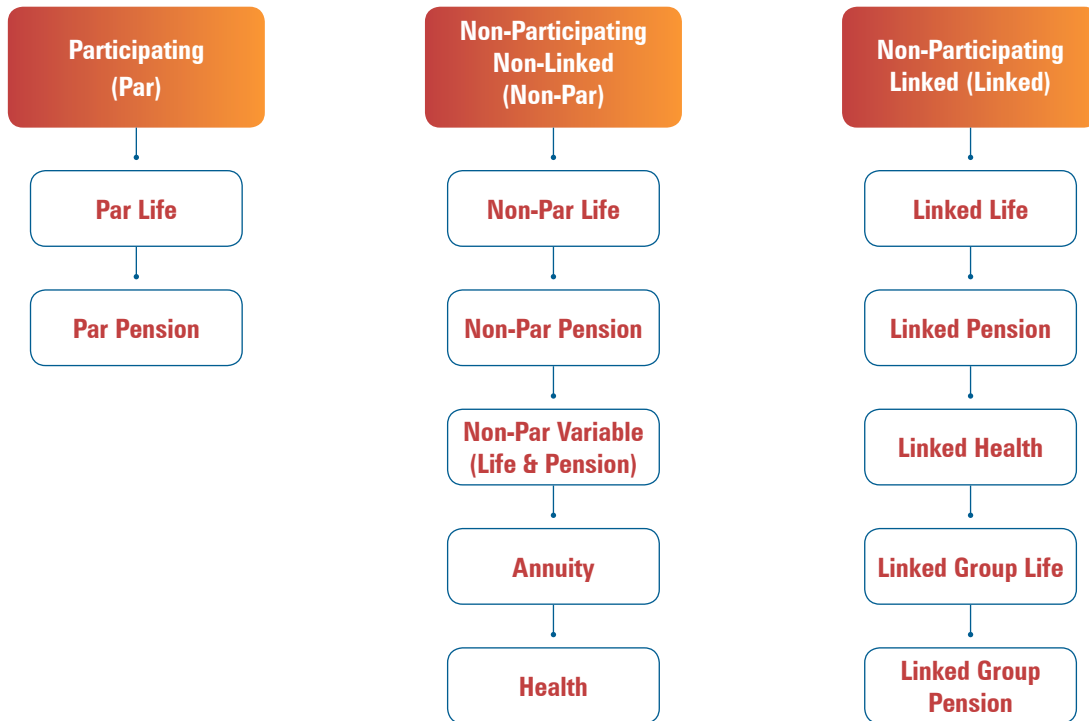 Participating
(Par)
Par Life
Par Pension
Non-Participating
Non-Linked
(Non-Par)
Non-Par Life
Non-Par Pension
Non-Par Variable
(Life & Pension)
Annuity
Health
Non-Participating
Linked (Linked)
Linked Life
Linked Pension
Linked Health
Linked Group Life
Linked Group
Pension